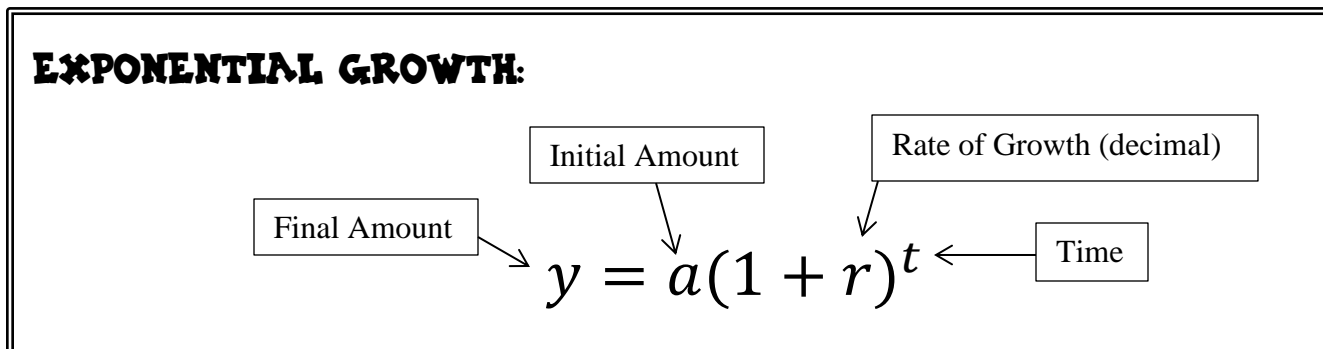 EXPONENTIAL GROWTH:
Initial Amount
Rate of Growth (decimal)
Final Amount
Time
y = a(1 + r)^t